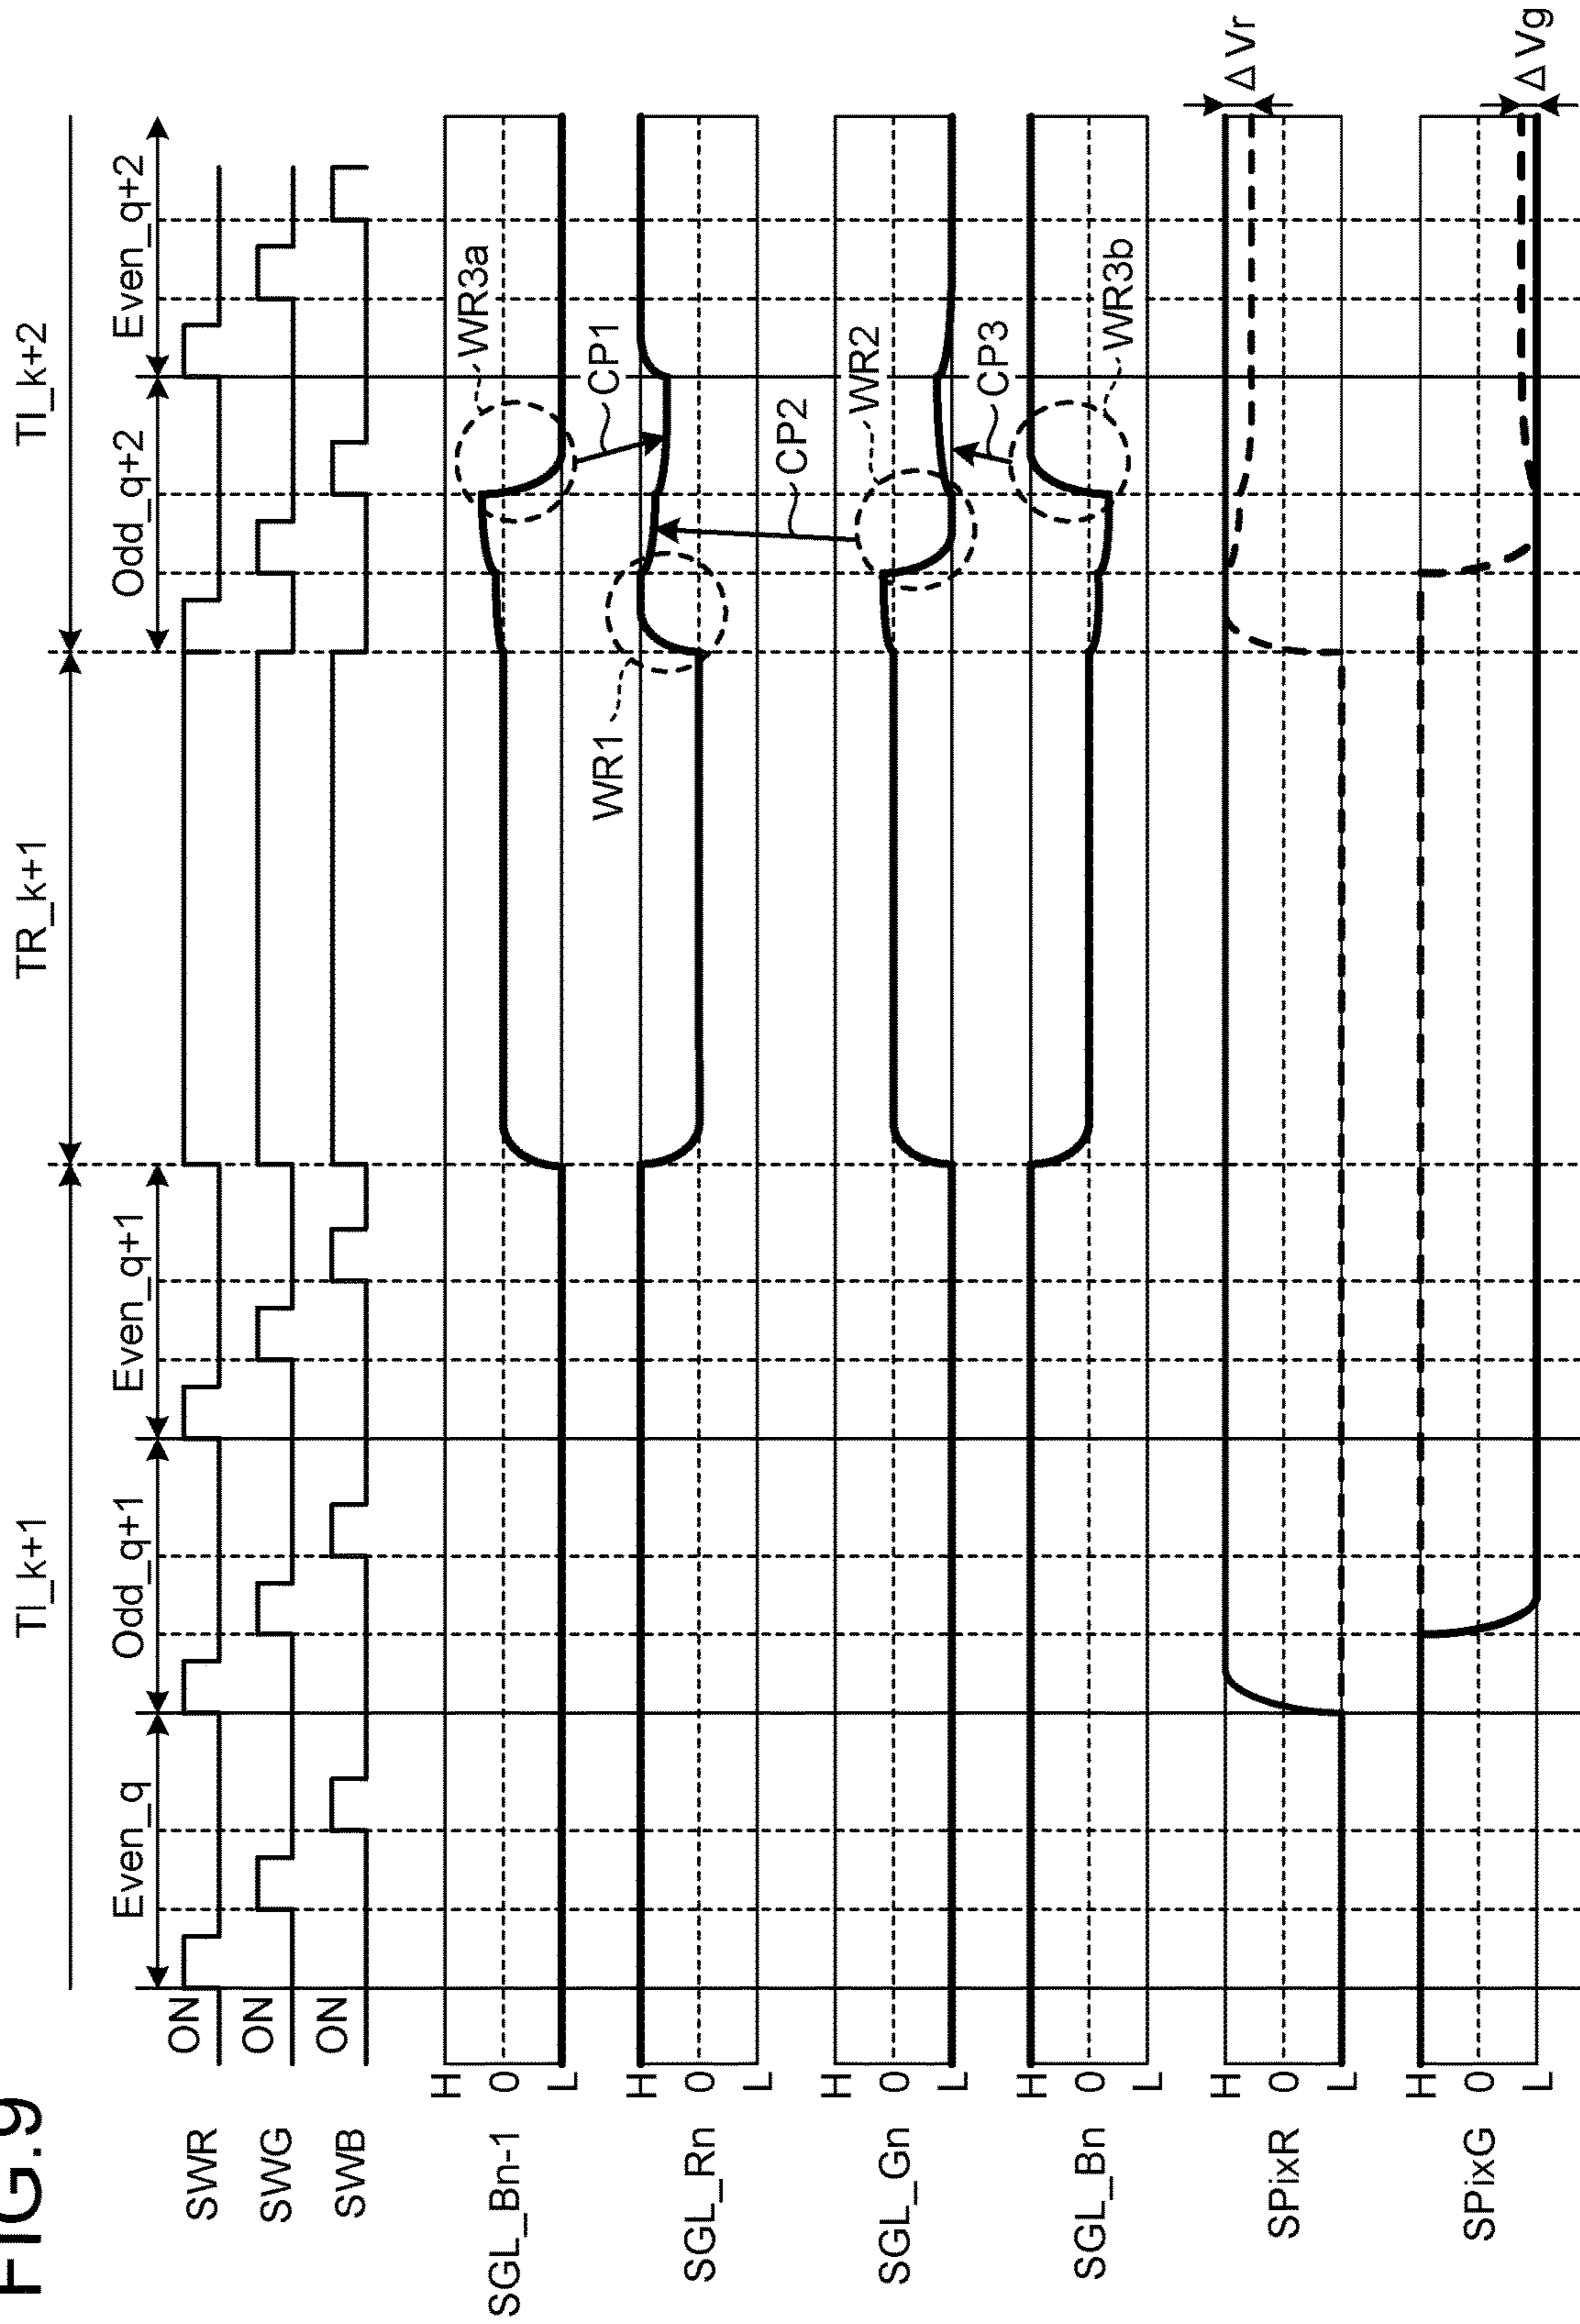 FIG.9
TI_k+1
TR_k+1
TI_k+2
Even_q
Odd_q+1
Even_q+1
Odd_q+2
Even_q+2
SWR
ON
SWG
ON
SWB
ON
SGL_Bn-1
H
0
L
WR3a
CP1
SGL_Rn
H
0
L
WR1
CP2
SGL_Gn
H
0
L
WR2
CP3
SGL_Bn
H
0
L
WR3b
SPixR
H
0
L
ΔVr
SPixG
H
0
L
ΔVg